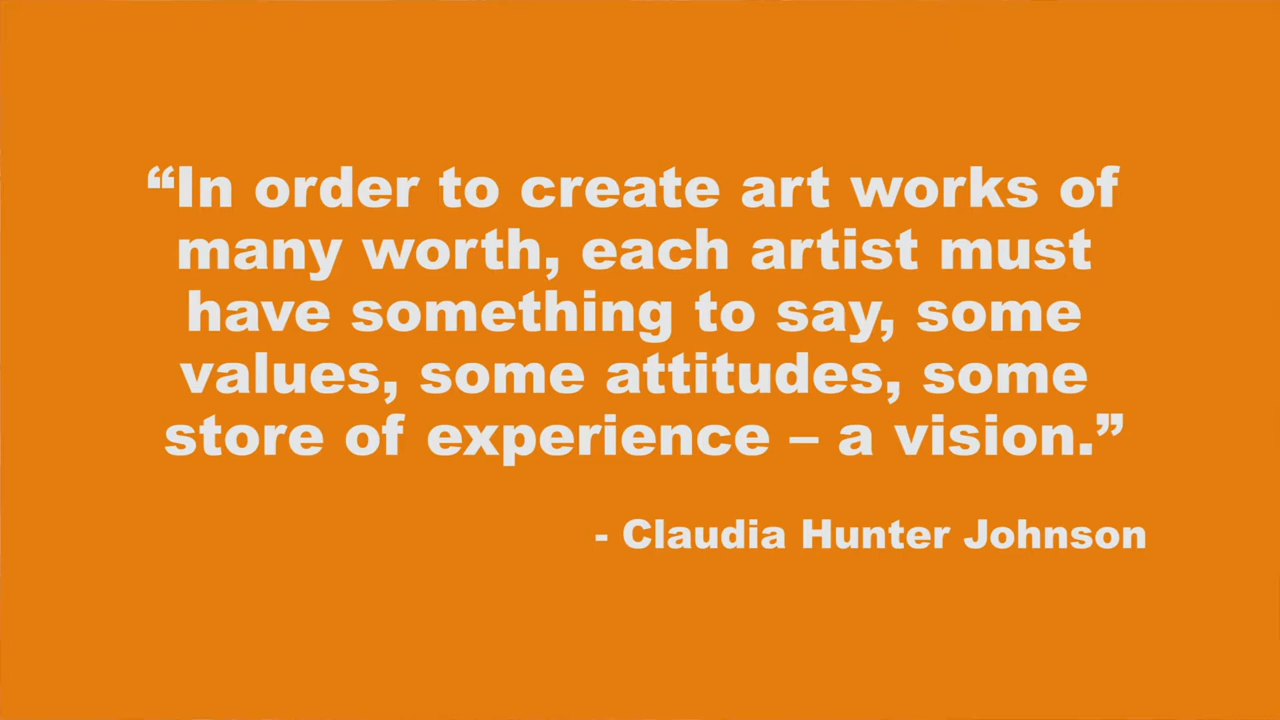 “In order to create art works of
many worth, each artist must
have something to say, some
values, some attitudes, some
store of experience – a vision.”
- Claudia Hunter Johnson